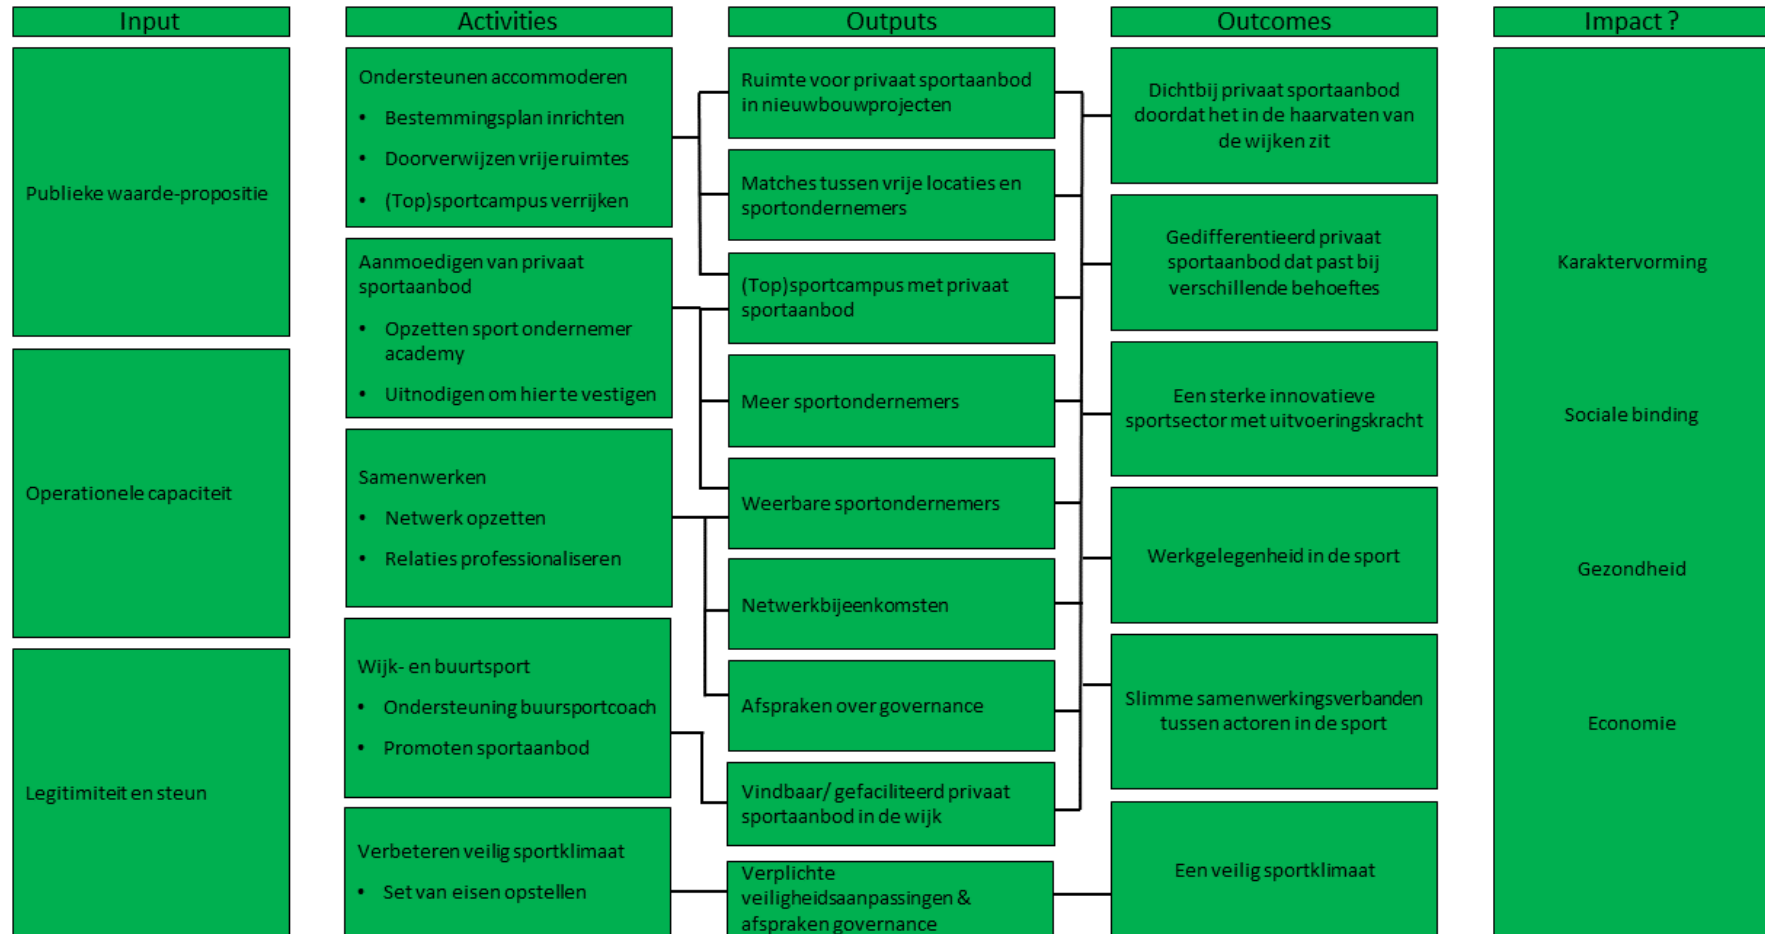 Input
Activities
Outputs
Outcomes
Impact ?
Publieke waarde-propositie
Operationele capaciteit
Legitimiteit en steun
Ondersteunen accommoderen
• Bestemmingsplan inrichten
• Doorverwijzen vrije ruimtes
• (Top)sportcampus verrijken
Aanmoedigen van privaat
sportaanbod
• Opzetten sport ondernemer
academy
• Uitnodigen om hier te vestigen
Samenwerken
• Netwerk opzetten
• Relaties professionaliseren
Wijk- en buurtsport
• Ondersteuning buursportcoach
• Promoten sportaanbod
Verbeteren veilig sportklimaat
• Set van eisen opstellen
Ruimte voor privaat sportaanbod
in nieuwbouwprojecten
Matches tussen vrije locaties en
sportondernemers
(Top)sportcampus met privaat
sportaanbod
Meer sportondernemers
Weerbare sportondernemers
Netwerkbijeenkomsten
Afspraken over governance
Vindbaar/ gefaciliteerd privaat
sportaanbod in de wijk
Verplichte
veiligheidsaanpassingen &
afspraken governance
Dichtbij privaat sportaanbod
doordat het in de haarvaten van
de wijken zit
Gedifferentieerd privaat
sportaanbod dat past bij
verschillende behoeftes
Een sterke innovatieve
sportsector met uitvoeringskracht
Werkgelegenheid in de sport
Slimme samenwerkingsverbanden
tussen actoren in de sport
Een veilig sportklimaat
Karaktervorming
Sociale binding
Gezondheid
Economie